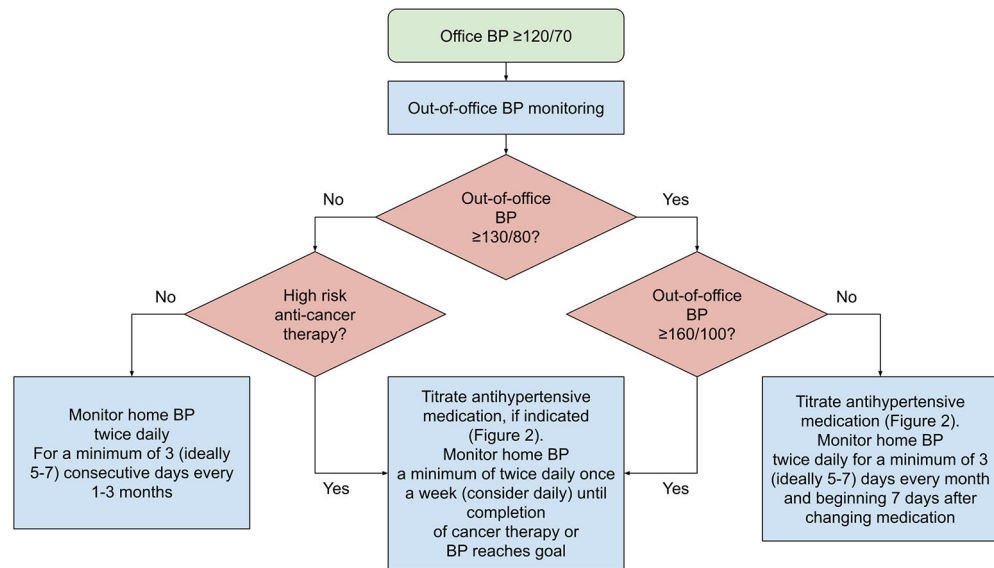 Office BP ≥120/70
Out-of-office BP monitoring
Out-of-office
BP
≥130/80?
No
Yes
High risk
anti-cancer
therapy?
Out-of-office
BP
≥160/100?
No
No
Monitor home BP
twice daily
For a minimum of 3 (ideally
5-7) consecutive days every
1-3 months
Yes
Titrate antihypertensive
medication, if indicated
(Figure 2).
Monitor home BP
a minimum of twice daily once
a week (consider daily) until
completion
of cancer therapy or
BP reaches goal
Yes
Titrate antihypertensive
medication (Figure 2).
Monitor home BP
twice daily for a minimum of 3
(ideally 5-7) days every month
and beginning 7 days after
changing medication